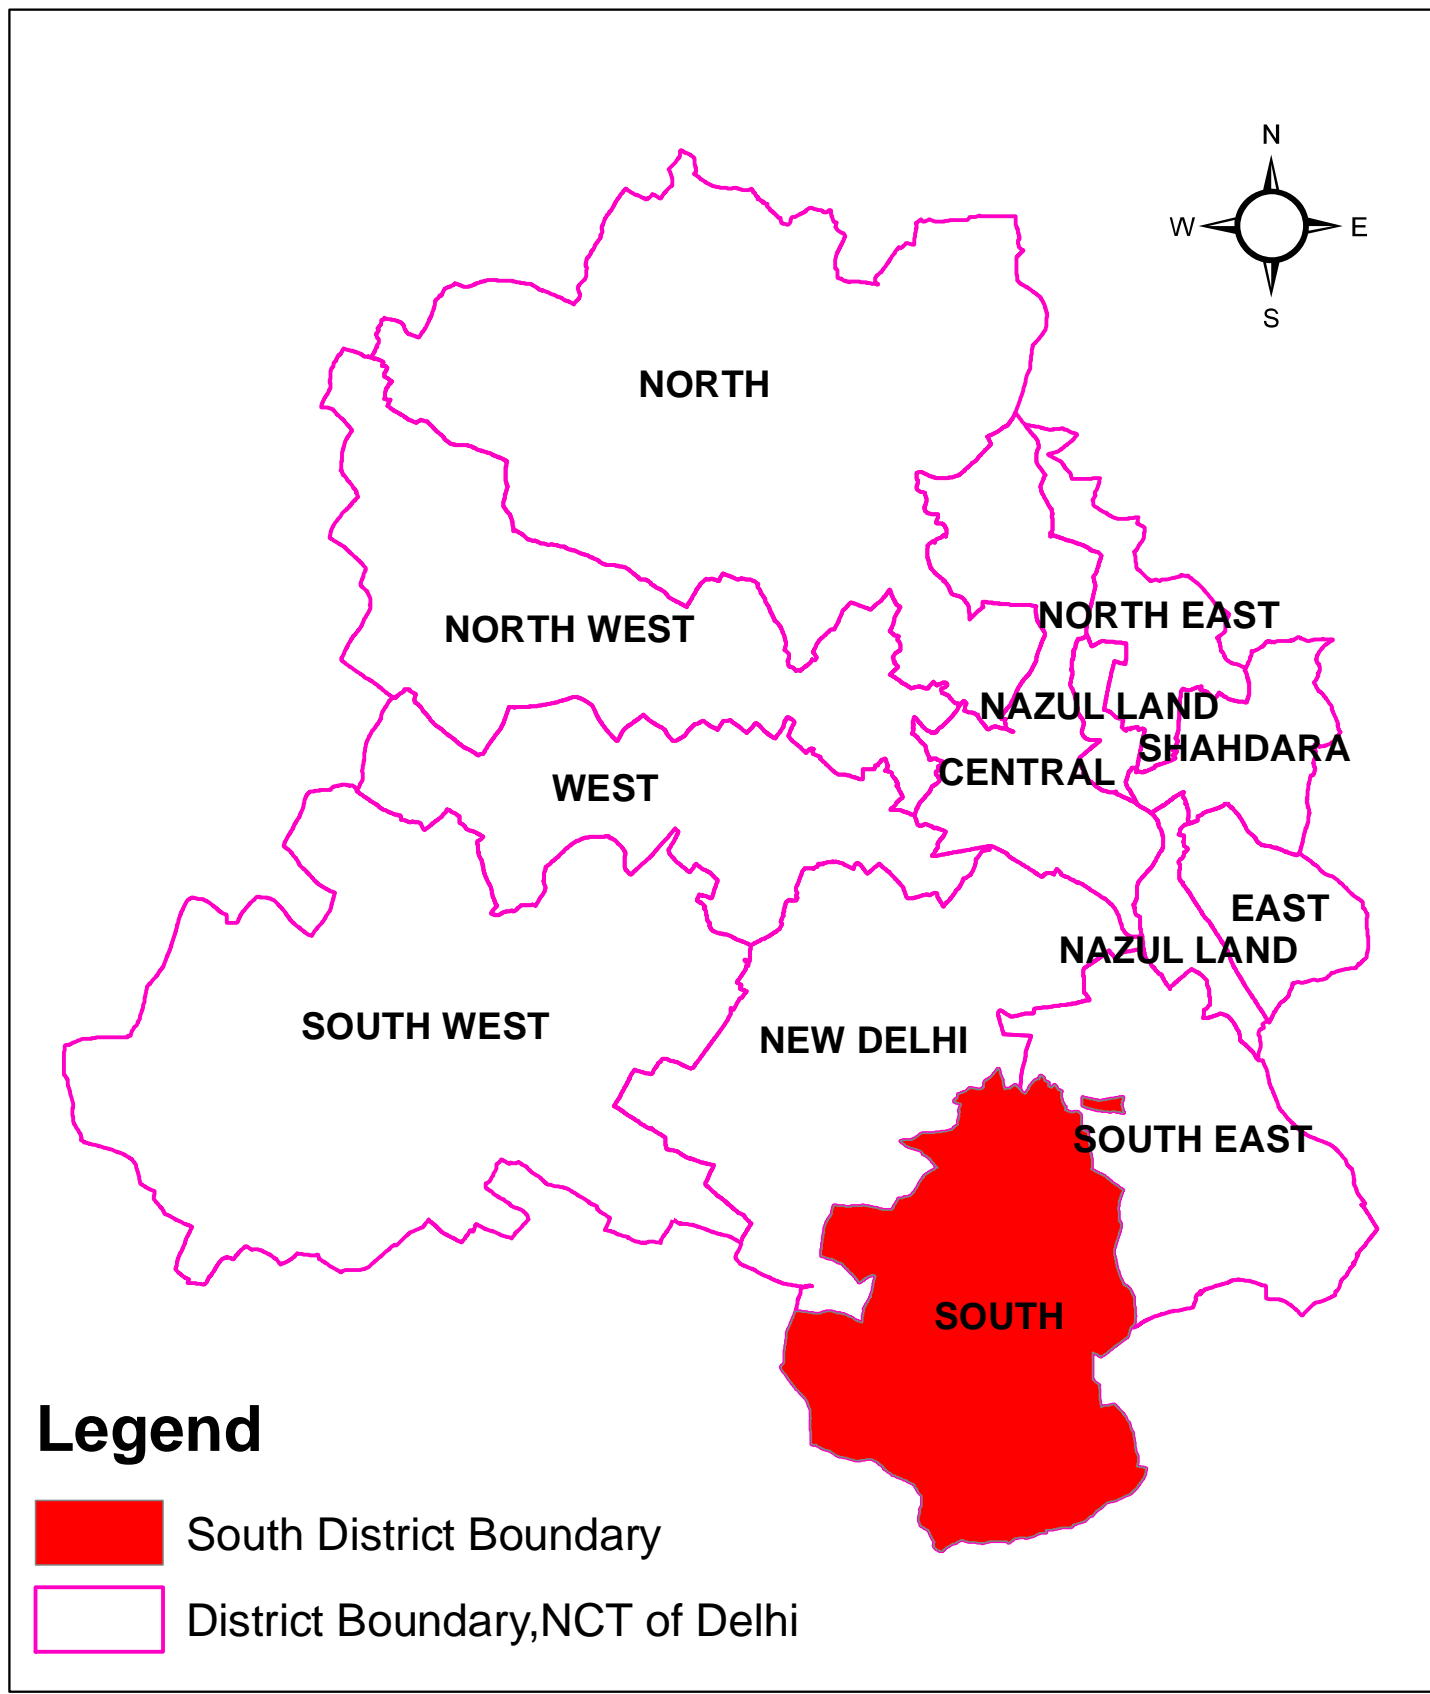 N
W E
S
NORTH
NORTH EAST
NORTH WEST
NAZUL LAND
SHAHDARA
CENTRAL
WEST
EAST
NAZUL LAND
SOUTH WEST
NEW DELHI
SOUTH EAST
SOUTH
Legend
South District Boundary
District Boundary,NCT of Delhi